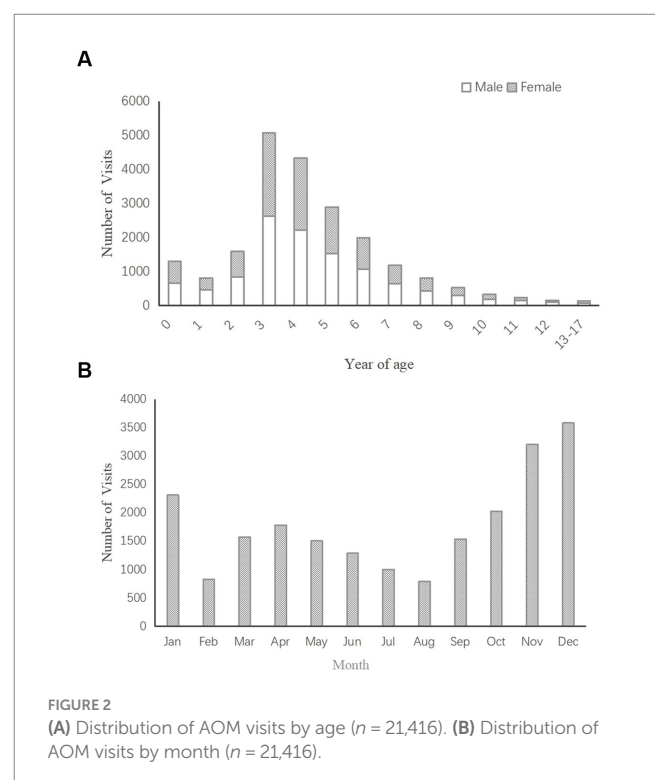 A
Male Female
6000
5000
4000
3000
2000
1000
0
Number of Visits
0 1 2 3 4 5 6 7 8 9 10 11 12 13-17
Year of age
B
4000
3500
3000
2500
2000
1500
1000
500
0
Number of Visits
Jan Feb Mar Apr May Jun Jul Aug Sep Oct Nov Dec
Month
FIGURE 2
(A) Distribution of AOM visits by age (n = 21,416). (B) Distribution of
AOM visits by month (n = 21,416).